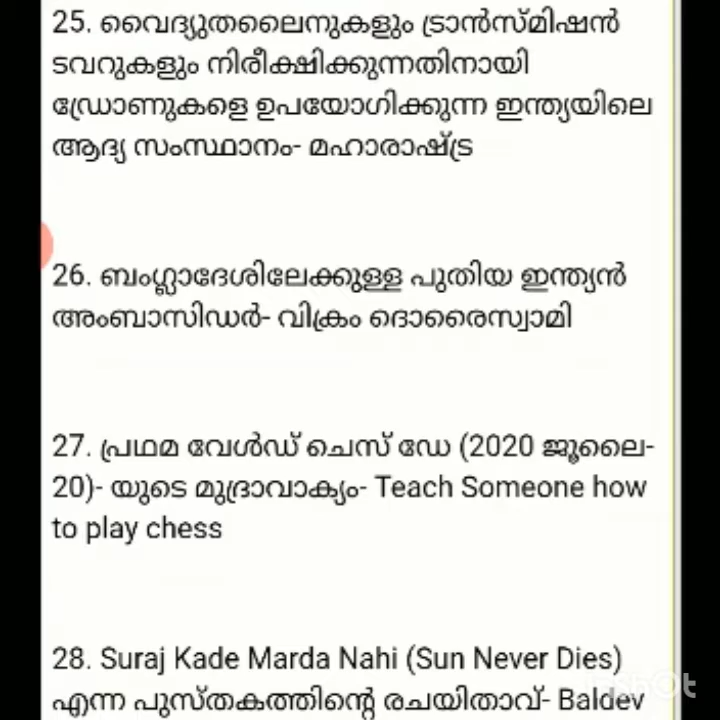 25. വൈദ്യുതലൈനുകളും ട്രാൻസ്മിഷൻ
ടവറുകളും നിരീക്ഷിക്കുന്നതിനായി
ഡ്രോണുകളെ ഉപയോഗിക്കുന്ന ഇന്ത്യയിലെ
ആദ്യ സംസ്ഥാനം- മഹാരാഷ്ട്ര
26. ബംഗ്ലാദേശിലേക്കുള്ള പുതിയ ഇന്ത്യൻ
അംബാസിഡർ- വിക്രം ദൊരൈസ്വാമി
27. പ്രഥമ വേൾഡ് ചെസ് ഡേ (2020 ജൂലൈ-
20)- യുടെ മുദ്രാവാക്യം- Teach Someone how
to play chess
28. Suraj Kade Marda Nahi (Sun Never Dies)
എന്ന പുസ്തകത്തിന്റെ രചയിതാവ്- Baldev